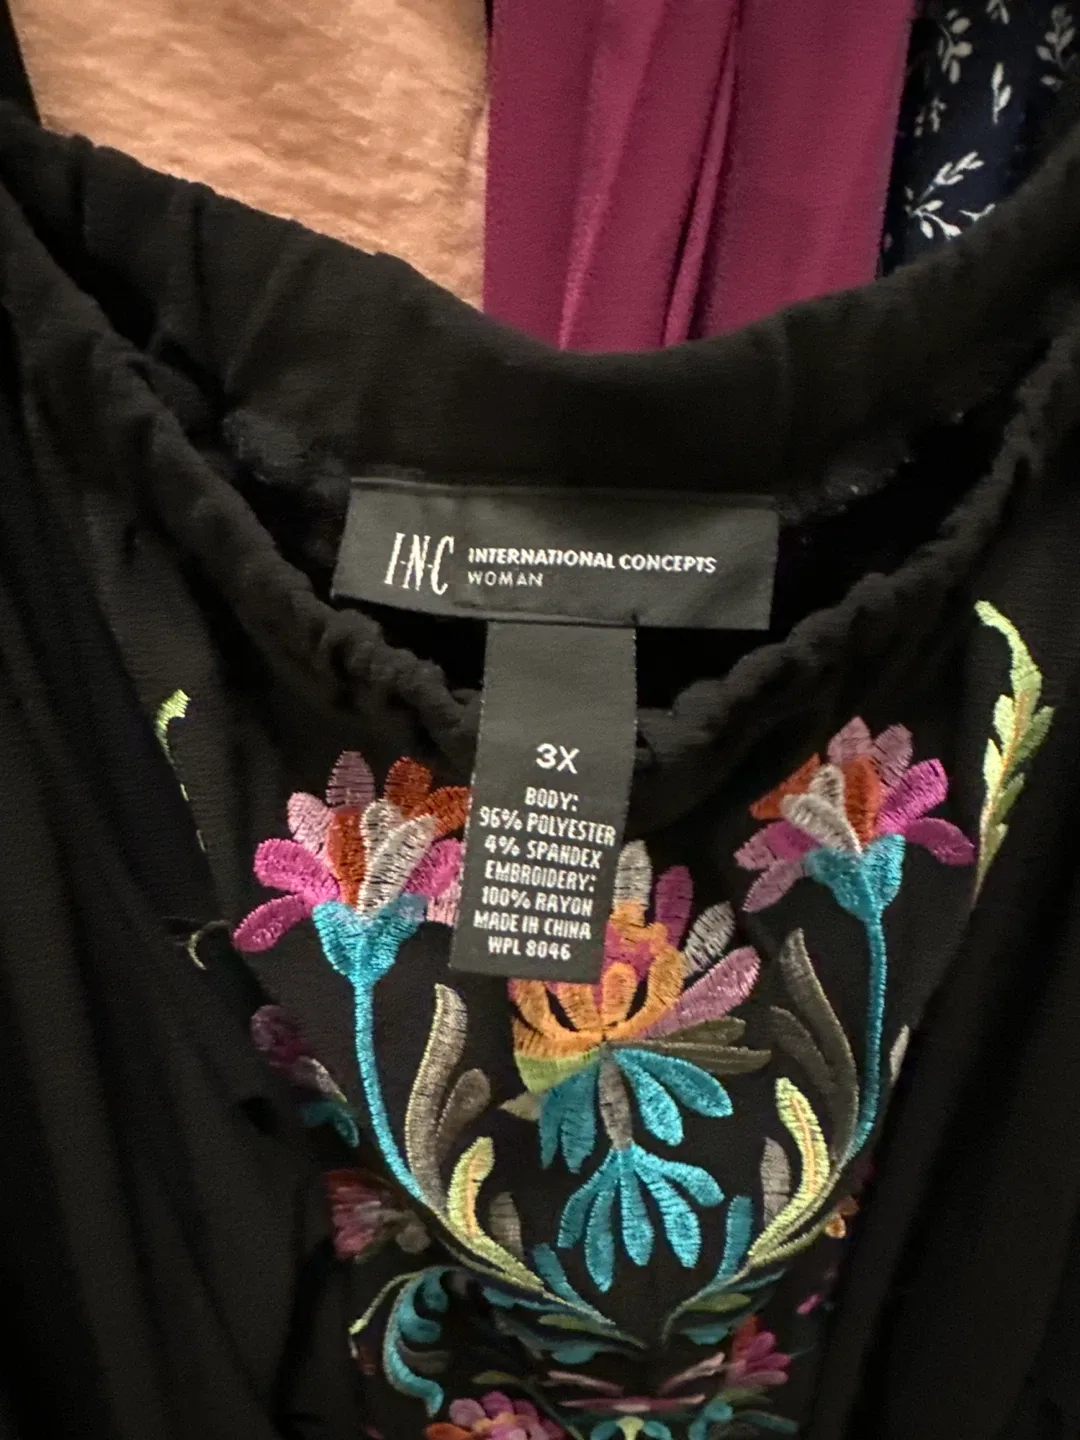 I·N·C INTERNATIONAL CONCEPTS
WOMAN
3X
BODY:
96% POLYESTER
4% SPANDEX
EMBROIDERY:
100% RAYON
MADE IN CHINA
WPL 8046